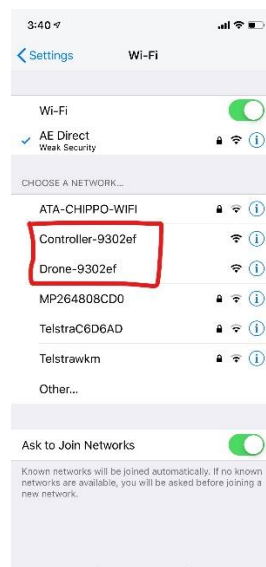 3:40
Settings
Wi-Fi
Wi-Fi
AE Direct
Weak Security
CHOOSE A NETWORK...
ATA-CHIPPO-WIFI
Controller-9302ef
Drone-9302ef
MP264808CD0
TelstraC6D6AD
Telstrawkm
Other...
Ask to Join Networks
Known networks will be joined automatically. If no known
networks are available, you will be asked before joining a
new network.